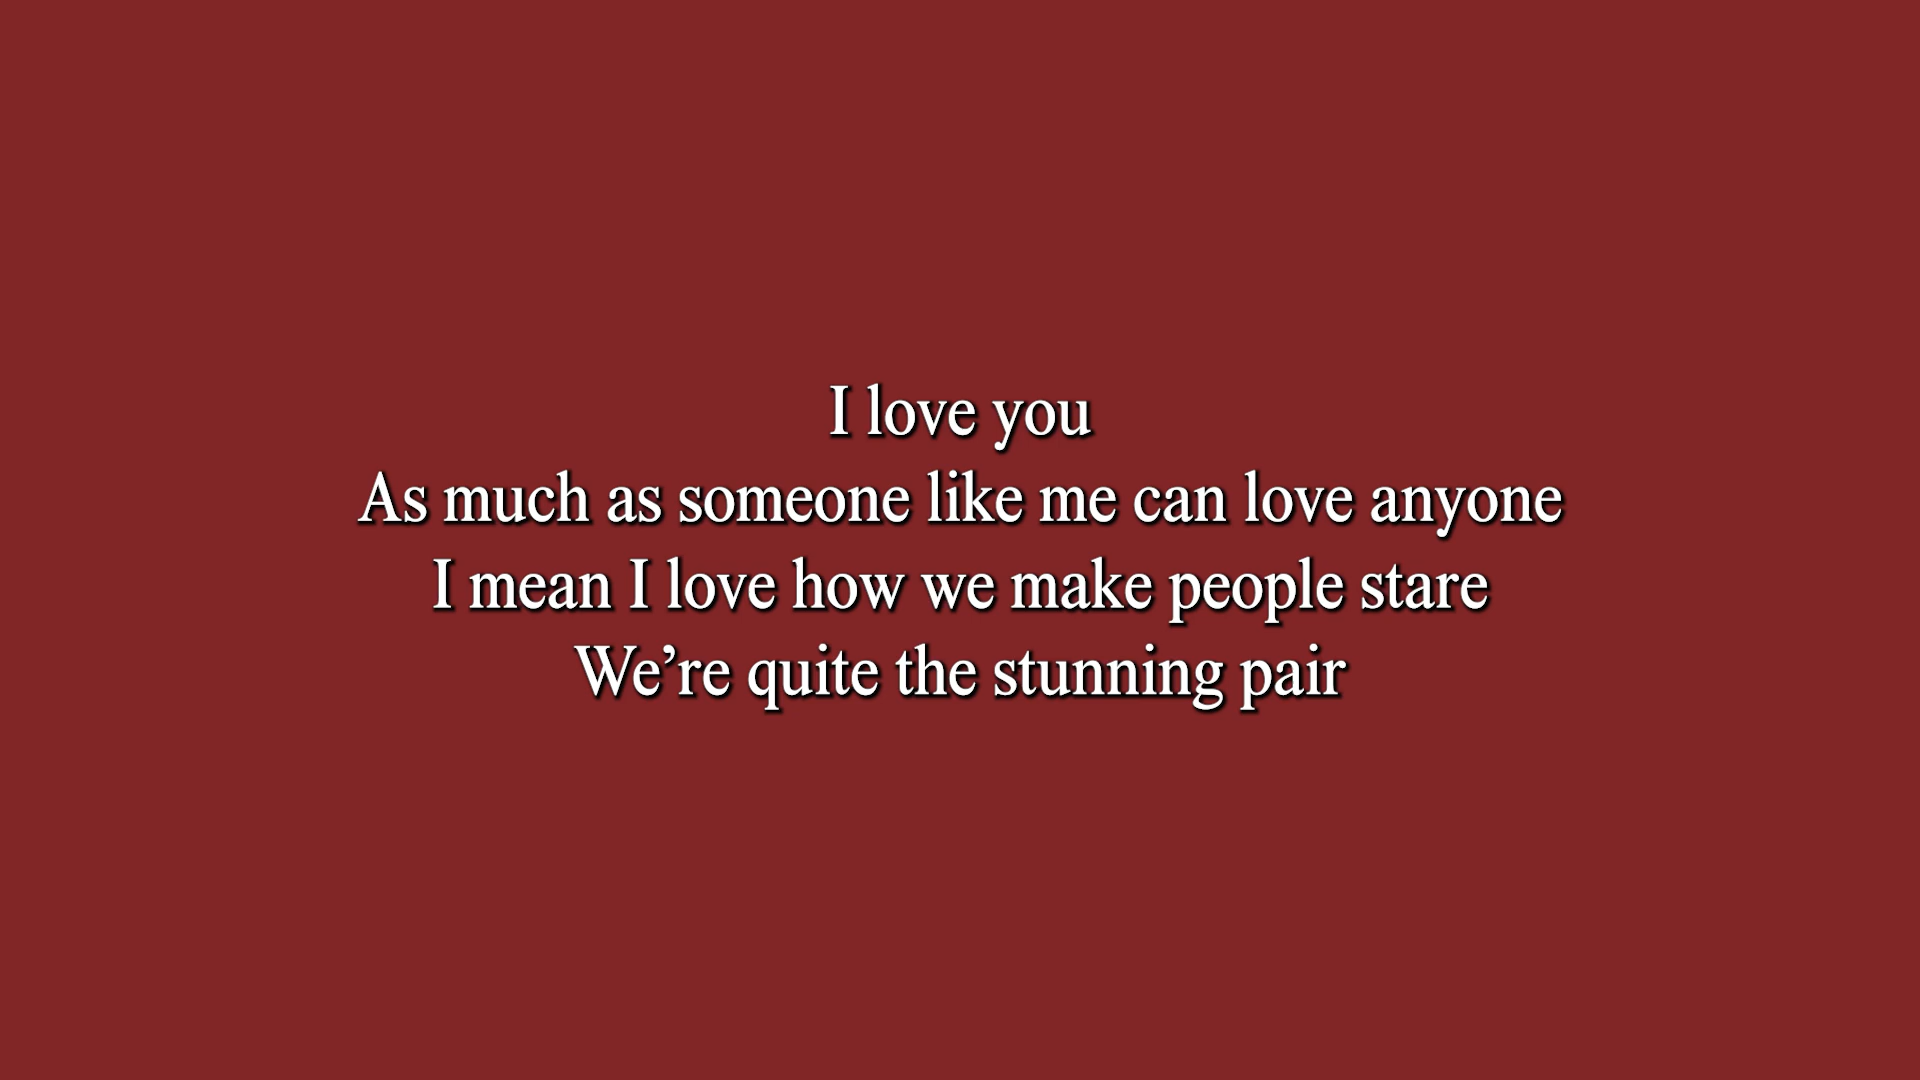 I love you
As much as someone like me can love anyone
I mean I love how we make people stare
We’re quite the stunning pair